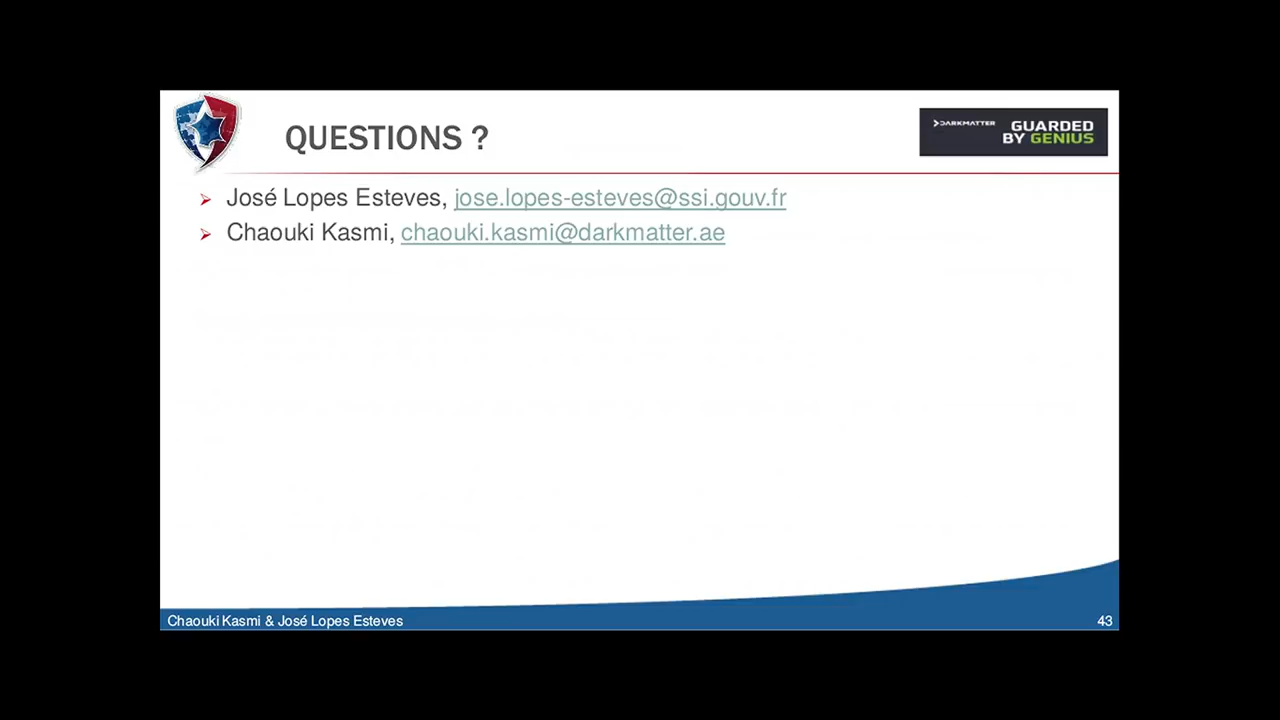 QUESTIONS ?
DARKMATTER
GUARDED
BY GENIUS
José Lopes Esteves, jose.lopes-esteves@ssi.gouv.fr
Chaouki Kasmi, chaouki.kasmi@darkmatter.ae
Chaouki Kasmi & José Lopes Esteves
43